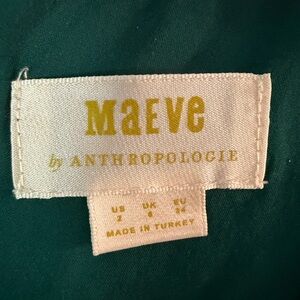 MaEVe
by ANTHROPOLOGIE
US UK EU
2 6 34
MADE IN TURKEY